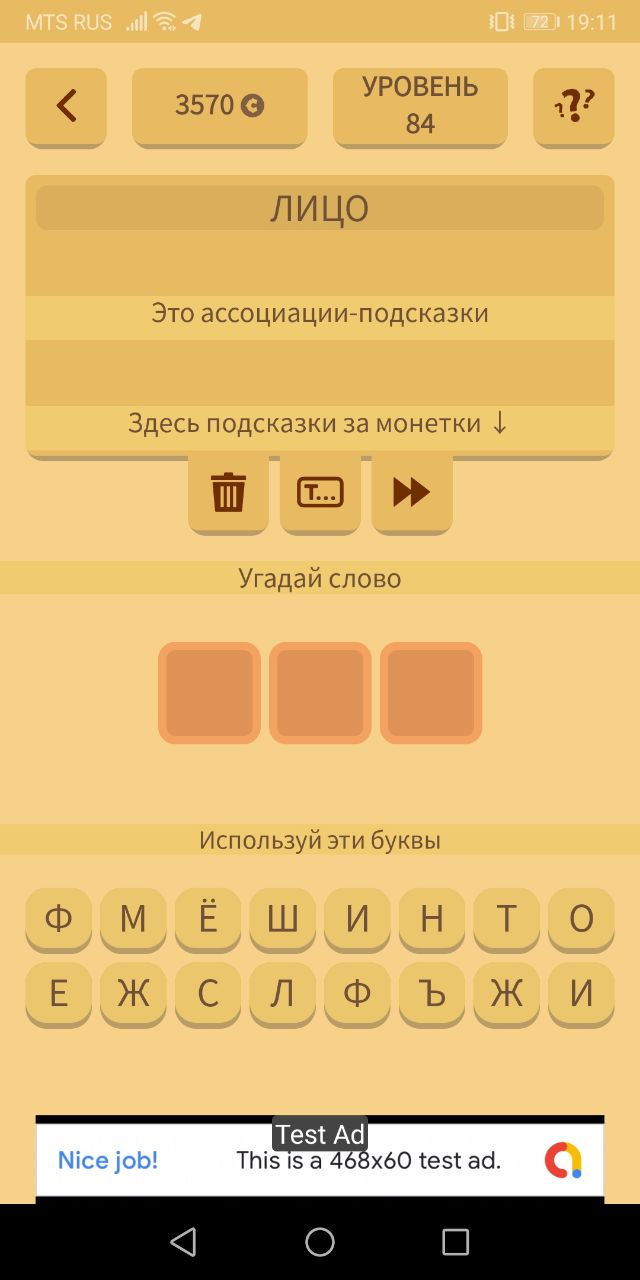 MTS RUS 72 19:11
3570 C
УРОВЕНЬ
84
???
ЛИЦО
Это ассоциации-подсказки
Здесь подсказки за монетки ↓
T...
Угадай слово
Используй эти буквы
Ф М Ё Ш И Н Т О
Е Ж С Л Ф Ъ Ж И
Test Ad
Nice job! This is a 468x60 test ad.